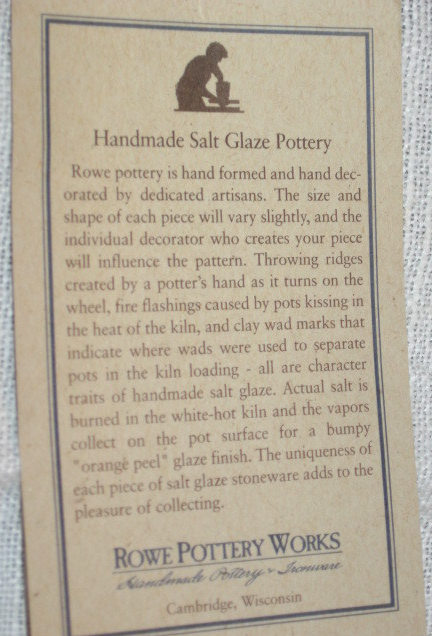 Handmade Salt Glaze Pottery
Rowe pottery is hand formed and hand dec-
orated by dedicated artisans. The size and
shape of each piece will vary slightly, and the
individual decorator who creates your piece
will influence the pattern. Throwing ridges
created by a potter's hand as it turns on the
wheel, fire flashings caused by pots kissing in
the heat of the kiln, and clay wad marks that
indicate where wads were used to separate
pots in the kiln loading - all are character
traits of handmade salt glaze. Actual salt is
burned in the white-hot kiln and the vapors
collect on the pot surface for a bumpy
"orange peel" glaze finish. The uniqueness of
each piece of salt glaze stoneware adds to the
pleasure of collecting.
ROWE POTTERY WORKS
Handmade Pottery & Ironware
Cambridge, Wisconsin